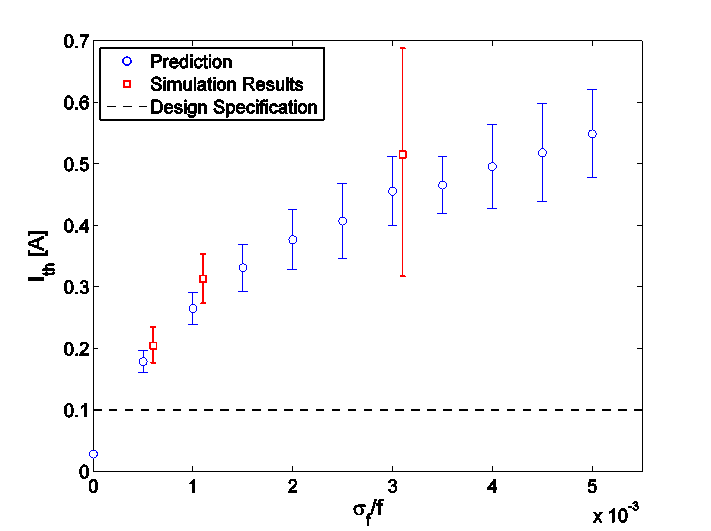 Prediction
Simulation Results
Design Specification
0.7
0.6
0.5
0.4
0.3
0.2
0.1
0
I_th [A]
0 1 2 3 4 5
x 10^-3
σ_f/f